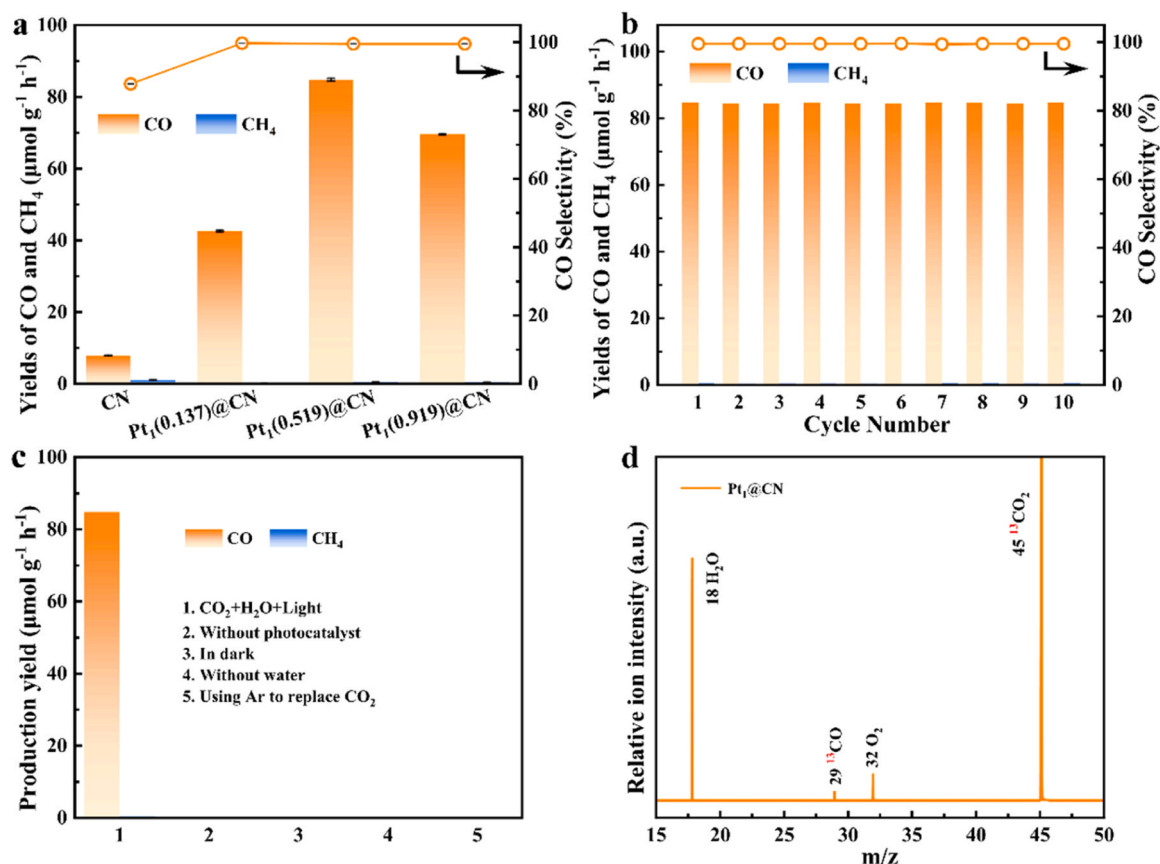 a
100
80
60
40
20
0
Yields of CO and CH₄ (μmol g⁻¹ h⁻¹)
CO
CH₄
100
80
60
40
20
0
CO Selectivity (%)
CN
Pt₁(0.137)@CN
Pt₁(0.519)@CN
Pt₁(0.919)@CN
b
100
80
60
40
20
0
Yields of CO and CH₄ (μmol g⁻¹ h⁻¹)
CO
CH₄
100
80
60
40
20
0
CO Selectivity (%)
1 2 3 4 5 6 7 8 9 10
Cycle Number
c
100
80
60
40
20
0
Production yield (μmol g⁻¹ h⁻¹)
CO
CH₄
1. CO₂+H₂O+Light
2. Without photocatalyst
3. In dark
4. Without water
5. Using Ar to replace CO₂
1 2 3 4 5
d
Relative ion intensity (a.u.)
Pt₁@CN
18 H₂O
29 ¹³CO
32 O₂
45 ¹³CO₂
15 20 25 30 35 40 45 50
m/z